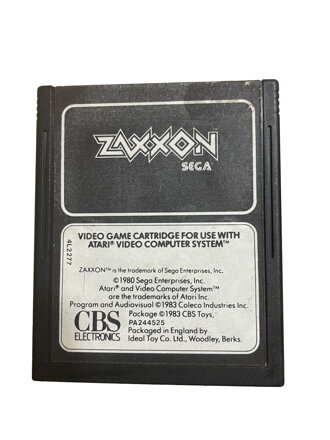 ZAXXON
SEGA
VIDEO GAME CARTRIDGE FOR USE WITH
ATARI® VIDEO COMPUTER SYSTEM™
4L2277
ZAXXON™ is the trademark of Sega Enterprises, Inc.
©1980 Sega Enterprises, Inc.
Atari® and Video Computer System™
are the trademarks of Atari Inc.
Program and Audiovisual ©1983 Coleco Industries Inc.
Package ©1983 CBS Toys,
PA244525
Packaged in England by
Ideal Toy Co. Ltd., Woodley, Berks.
CBS
ELECTRONICS